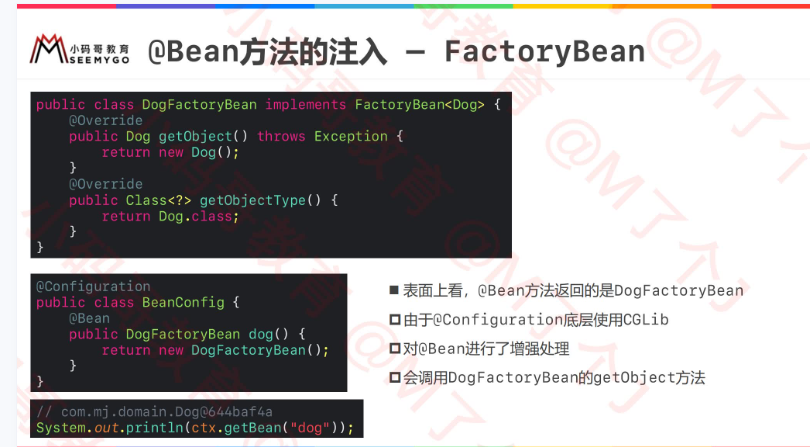 小码哥教育
SEEMYGO
@Bean方法的注入 — FactoryBean
public class DogFactoryBean implements FactoryBean<Dog> {
    @Override
    public Dog getObject() throws Exception {
        return new Dog();
    }
    @Override
    public Class<?> getObjectType() {
        return Dog.class;
    }
}
@Configuration
public class BeanConfig {
    @Bean
    public DogFactoryBean dog() {
        return new DogFactoryBean();
    }
}
// com.mj.domain.Dog@644baf4a
System.out.println(ctx.getBean("dog"));
■ 表面上看，@Bean方法返回的是DogFactoryBean
由于@Configuration底层使用CGLib
对@Bean进行了增强处理
会调用DogFactoryBean的getObject方法